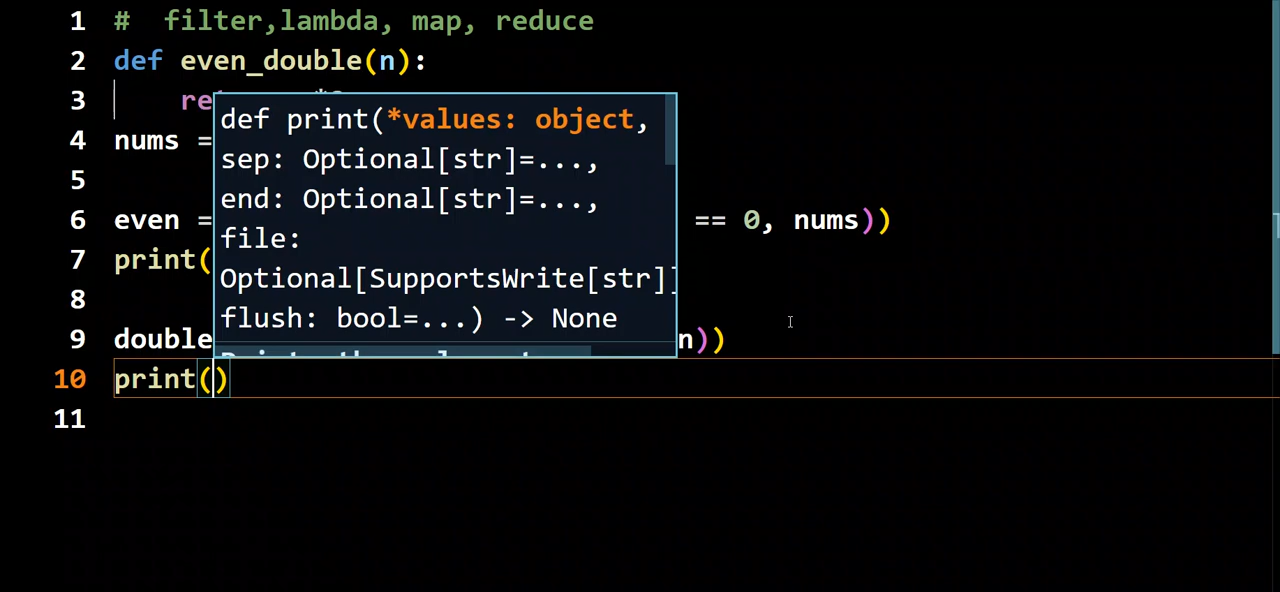 1 # filter,lambda, map, reduce
2 def even_double(n):
3 re
4 nums =
5
6 even = == 0, nums))
7 print(
8
9 double n))
10 print()
11
def print(*values: object,
sep: Optional[str]=...,
end: Optional[str]=...,
file:
Optional[SupportsWrite[str]]
flush: bool=...) -> None